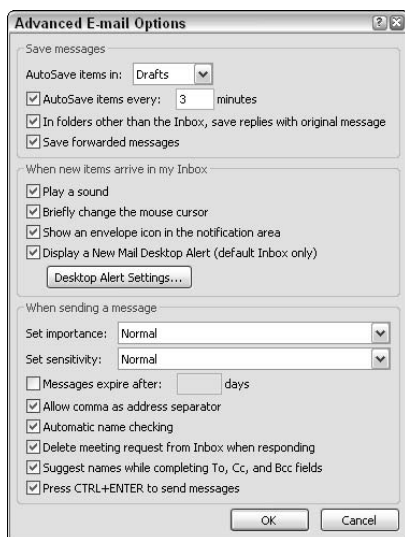 Advanced E-mail Options
Save messages
AutoSave items in: Drafts
AutoSave items every: 3 minutes
In folders other than the Inbox, save replies with original message
Save forwarded messages
When new items arrive in my Inbox
Play a sound
Briefly change the mouse cursor
Show an envelope icon in the notification area
Display a New Mail Desktop Alert (default Inbox only)
Desktop Alert Settings...
When sending a message
Set importance: Normal
Set sensitivity: Normal
Messages expire after: days
Allow comma as address separator
Automatic name checking
Delete meeting request from Inbox when responding
Suggest names while completing To, Cc, and Bcc fields
Press CTRL+ENTER to send messages
OK Cancel